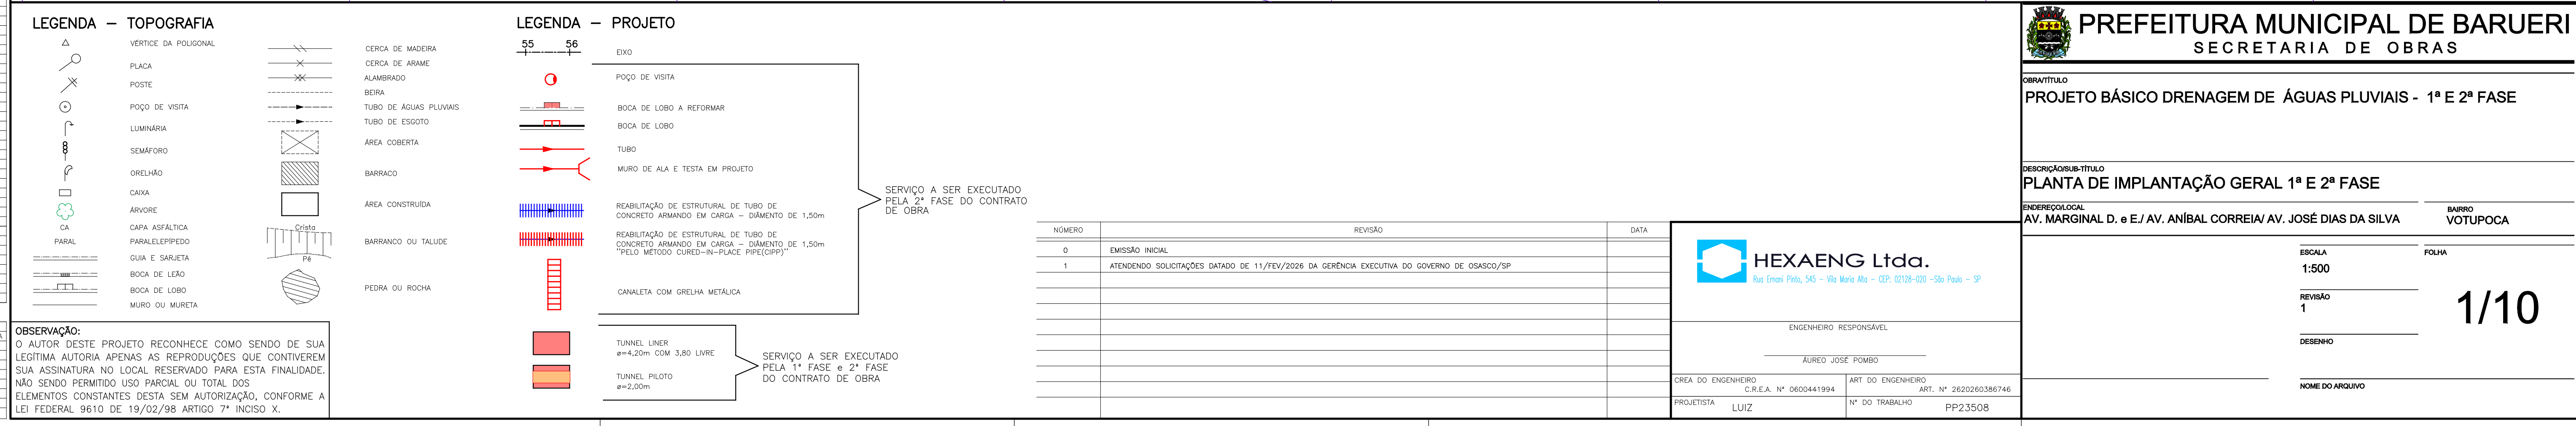 LEGENDA – TOPOGRAFIA
VÉRTICE DA POLIGONAL
PLACA
POSTE
POÇO DE VISITA
LUMINÁRIA
SEMÁFORO
ORELHÃO
CAIXA
ÁRVORE
CA CAPA ASFÁLTICA
PARAL PARALELEPÍPEDO
GUIA E SARJETA
BOCA DE LEÃO
BOCA DE LOBO
MURO OU MURETA
CERCA DE MADEIRA
CERCA DE ARAME
ALAMBRADO
BEIRA
TUBO DE ÁGUAS PLUVIAIS
TUBO DE ESGOTO
ÁREA COBERTA
BARRACO
ÁREA CONSTRUÍDA
Crista
BARRANCO OU TALUDE
Pé
PEDRA OU ROCHA
OBSERVAÇÃO:
O AUTOR DESTE PROJETO RECONHECE COMO SENDO DE SUA
LEGÍTIMA AUTORIA APENAS AS REPRODUÇÕES QUE CONTIVEREM
SUA ASSINATURA NO LOCAL RESERVADO PARA ESTA FINALIDADE.
NÃO SENDO PERMITIDO USO PARCIAL OU TOTAL DOS
ELEMENTOS CONSTANTES DESTA SEM AUTORIZAÇÃO, CONFORME A
LEI FEDERAL 9610 DE 19/02/98 ARTIGO 7° INCISO X.
LEGENDA – PROJETO
55 56
EIXO
POÇO DE VISITA
BOCA DE LOBO A REFORMAR
BOCA DE LOBO
TUBO
MURO DE ALA E TESTA EM PROJETO
REABILITAÇÃO DE ESTRUTURAL DE TUBO DE
CONCRETO ARMANDO EM CARGA – DIÂMENTO DE 1,50m
REABILITAÇÃO DE ESTRUTURAL DE TUBO DE
CONCRETO ARMANDO EM CARGA – DIÂMENTO DE 1,50m
"PELO MÉTODO CURED–IN–PLACE PIPE(CIPP)"
CANALETA COM GRELHA METÁLICA
SERVIÇO A SER EXECUTADO
PELA 2ª FASE DO CONTRATO
DE OBRA
TUNNEL LINER
ø=4,20m COM 3,80 LIVRE
TUNNEL PILOTO
ø=2,00m
SERVIÇO A SER EXECUTADO
PELA 1ª FASE e 2ª FASE
DO CONTRATO DE OBRA
NÚMERO REVISÃO DATA
0 EMISSÃO INICIAL
1 ATENDENDO SOLICITAÇÕES DATADO DE 11/FEV/2026 DA GERÊNCIA EXECUTIVA DO GOVERNO DE OSASCO/SP
HEXAENG Ltda.
Rua Ernani Pinto, 545 – Vila Maria Alta – CEP: 02128–020 –São Paulo – SP
ENGENHEIRO RESPONSÁVEL
ÁUREO JOSÉ POMBO
CREA DO ENGENHEIRO
C.R.E.A. N° 0600441994
ART DO ENGENHEIRO
ART. N° 2620260386746
PROJETISTA
LUIZ
N° DO TRABALHO
PP23508
PREFEITURA MUNICIPAL DE BARUERI
SECRETARIA DE OBRAS
OBRA/TÍTULO
PROJETO BÁSICO DRENAGEM DE ÁGUAS PLUVIAIS - 1ª E 2ª FASE
DESCRIÇÃO/SUB-TÍTULO
PLANTA DE IMPLANTAÇÃO GERAL 1ª E 2ª FASE
ENDEREÇO/LOCAL
AV. MARGINAL D. e E./ AV. ANÍBAL CORREIA/ AV. JOSÉ DIAS DA SILVA
BAIRRO
VOTUPOCA
ESCALA
1:500
FOLHA
1/10
REVISÃO
1
DESENHO
NOME DO ARQUIVO